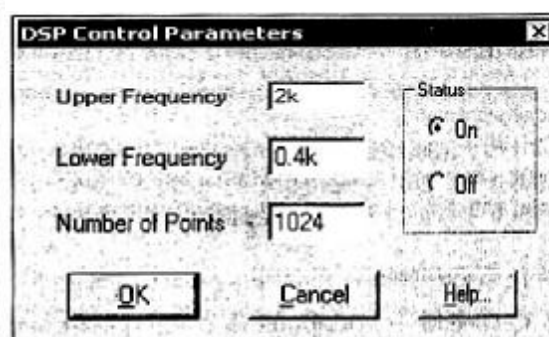 DSP Control Parameters
Upper Frequency 2k
Lower Frequency 0.4k
Number of Points 1024
Status
On
Off
OK Cancel Help...